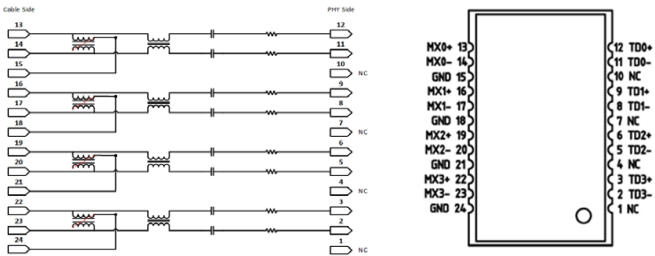 Cable Side PHY Side
13 12
14 11
15 10 NC
16 9
17 8
18 7 NC
19 6
20 5
21 4 NC
22 3
23 2
24 1 NC
MX0+ 13 12 TD0+
MX0- 14 11 TD0-
GND 15 10 NC
MX1+ 16 9 TD1+
MX1- 17 8 TD1-
GND 18 7 NC
MX2+ 19 6 TD2+
MX2- 20 5 TD2-
GND 21 4 NC
MX3+ 22 3 TD3+
MX3- 23 2 TD3-
GND 24 1 NC